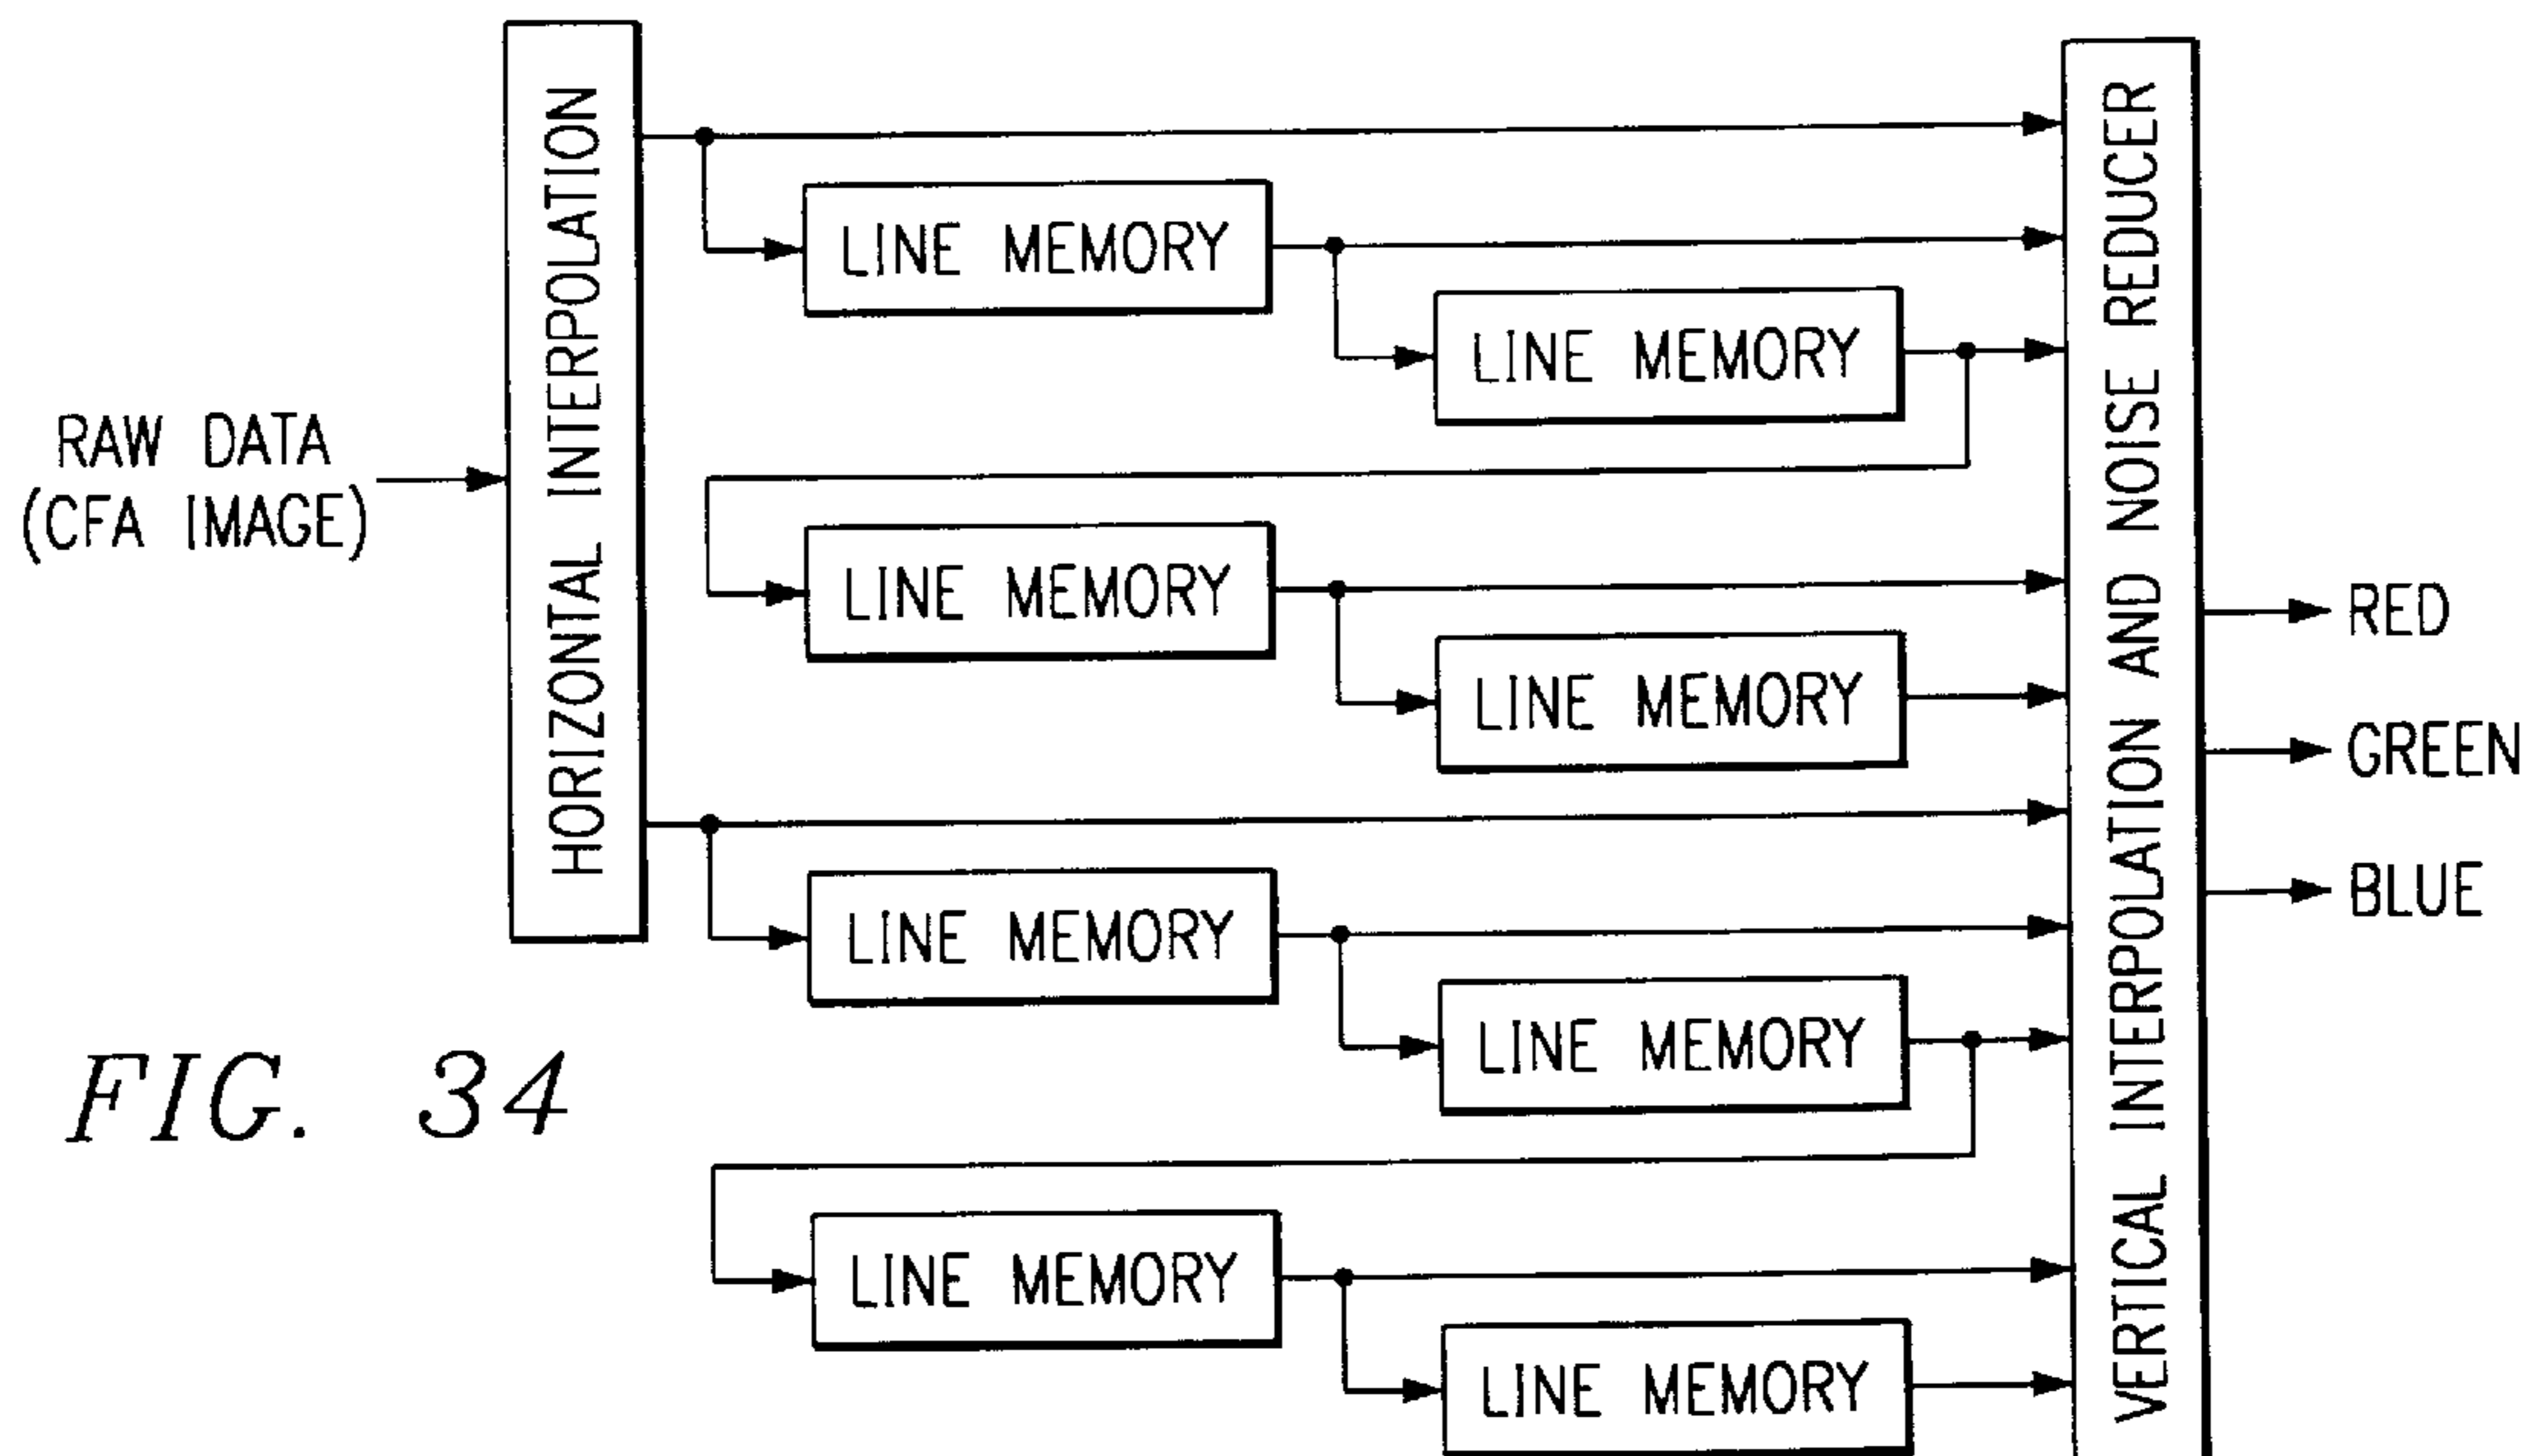 HORIZONTAL INTERPOLATION
VERTICAL INTERPOLATION AND NOISE REDUCER
LINE MEMORY
LINE MEMORY
RAW DATA
(CFA IMAGE)
LINE MEMORY
LINE MEMORY
RED
GREEN
BLUE
LINE MEMORY
LINE MEMORY
LINE MEMORY
LINE MEMORY
FIG. 34